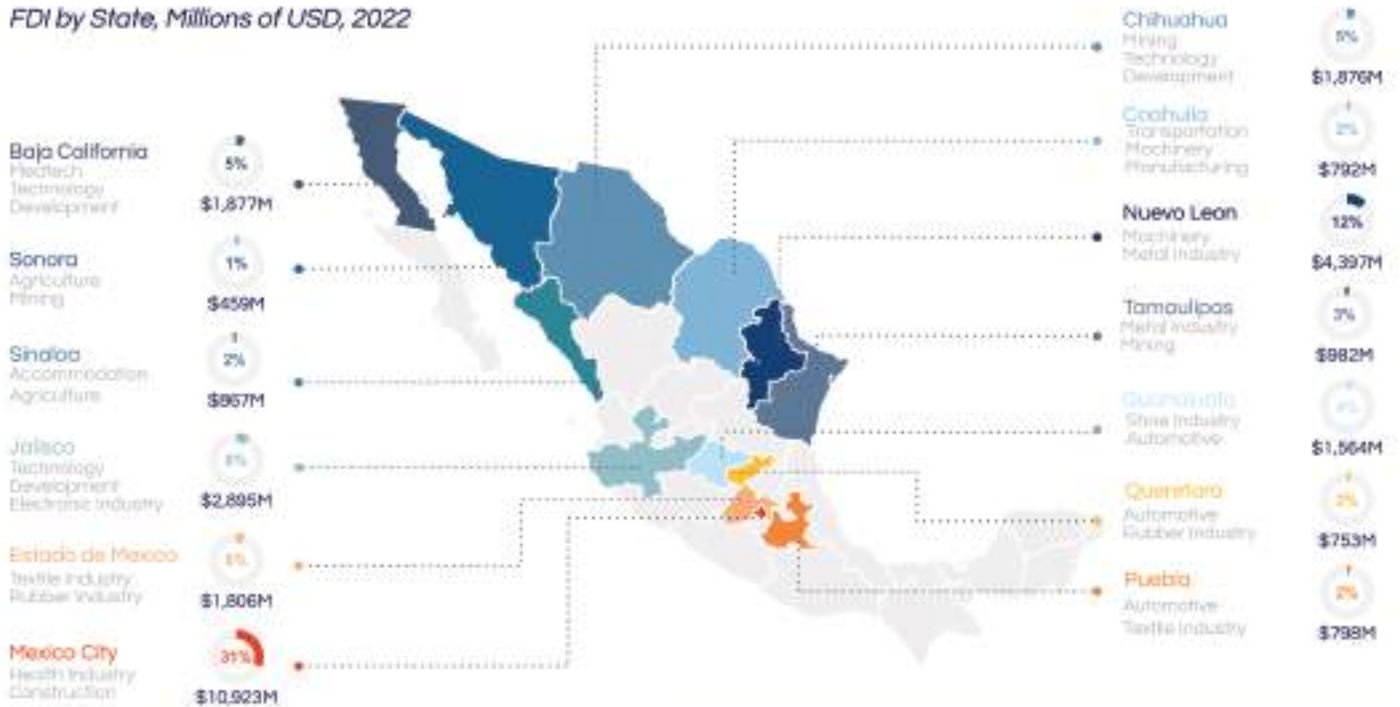 FDI by State, Millions of USD, 2022
Baja California
5%
Medtech
Technology
Development
$1,877M
Sonora
1%
Agriculture
Mining
$459M
Sinaloa
2%
Accommodation
Agriculture
Jalisco
8%
Technology
Development
Electronic Industry
$2,895M
Estado de Mexico
5%
Textile Industry
Rubber Industry
$1,806M
Mexico City
31%
Health Industry
Construction
$10,923M
Chihuahua
5%
Mining
Technology
Development
$1,876M
Coahuila
2%
Transportation
Machinery
Manufacturing
$792M
Nuevo Leon
12%
Machinery
Metal Industry
$4,397M
Tamaulipas
3%
Metal Industry
Mining
$982M
Guanajuato
4%
Shoe Industry
Automotive
$1,564M
Queretaro
2%
Automotive
Rubber Industry
$753M
Puebla
2%
Automotive
Textile Industry
$798M